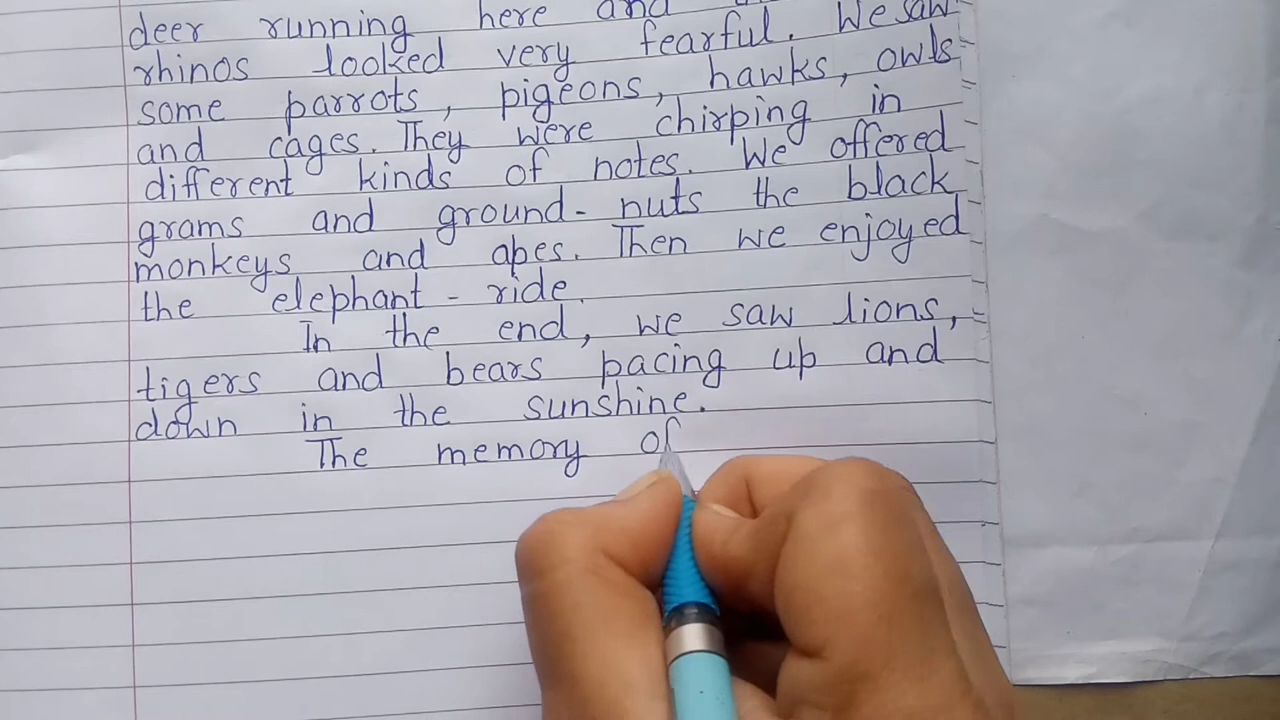 deer running here and
rhinos looked very fearful. We saw
some parrots, pigeons, hawks, owls
and cages. They were chirping in
different kinds of notes. We offered
grams and ground-nuts the black
monkeys and apes. Then we enjoyed
the elephant-ride.
In the end, we saw lions,
tigers and bears pacing up and
down in the sunshine.
The memory of